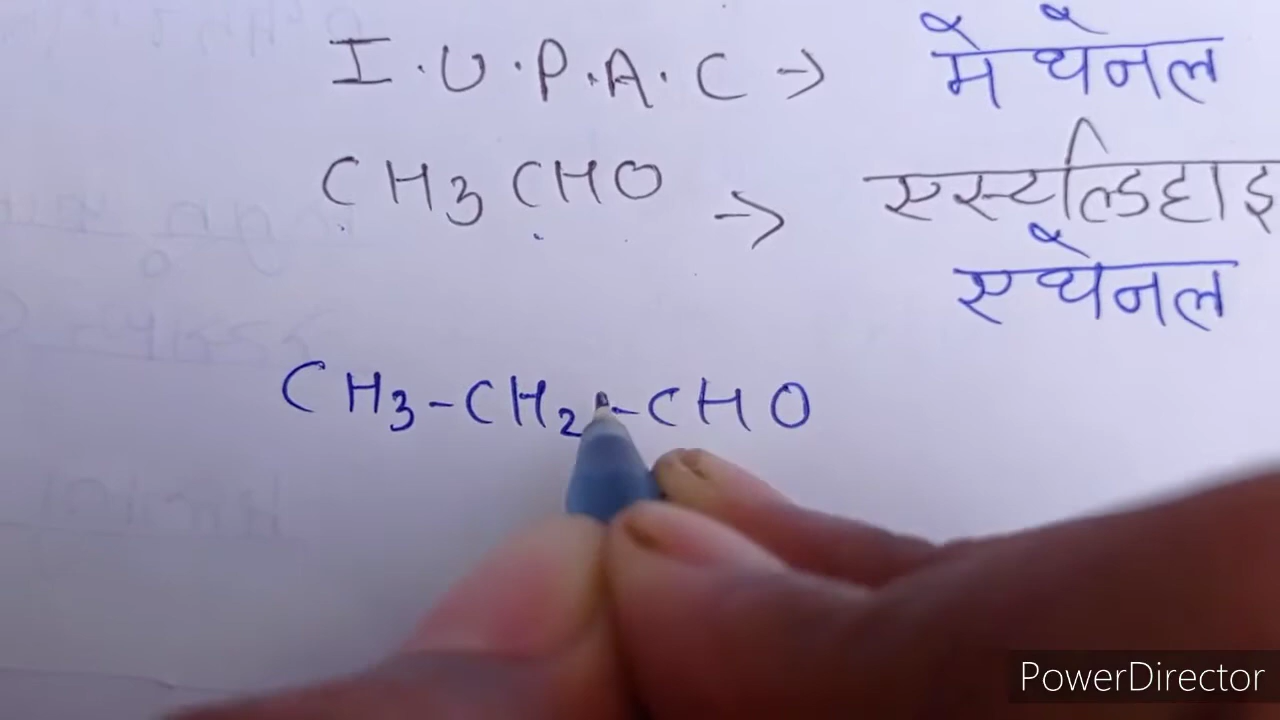 I.U.P.A.C → मेथेनल
CH3CHO → एस्टल्डिहाइ
एथेनल
CH3-CH2-CHO
PowerDirector